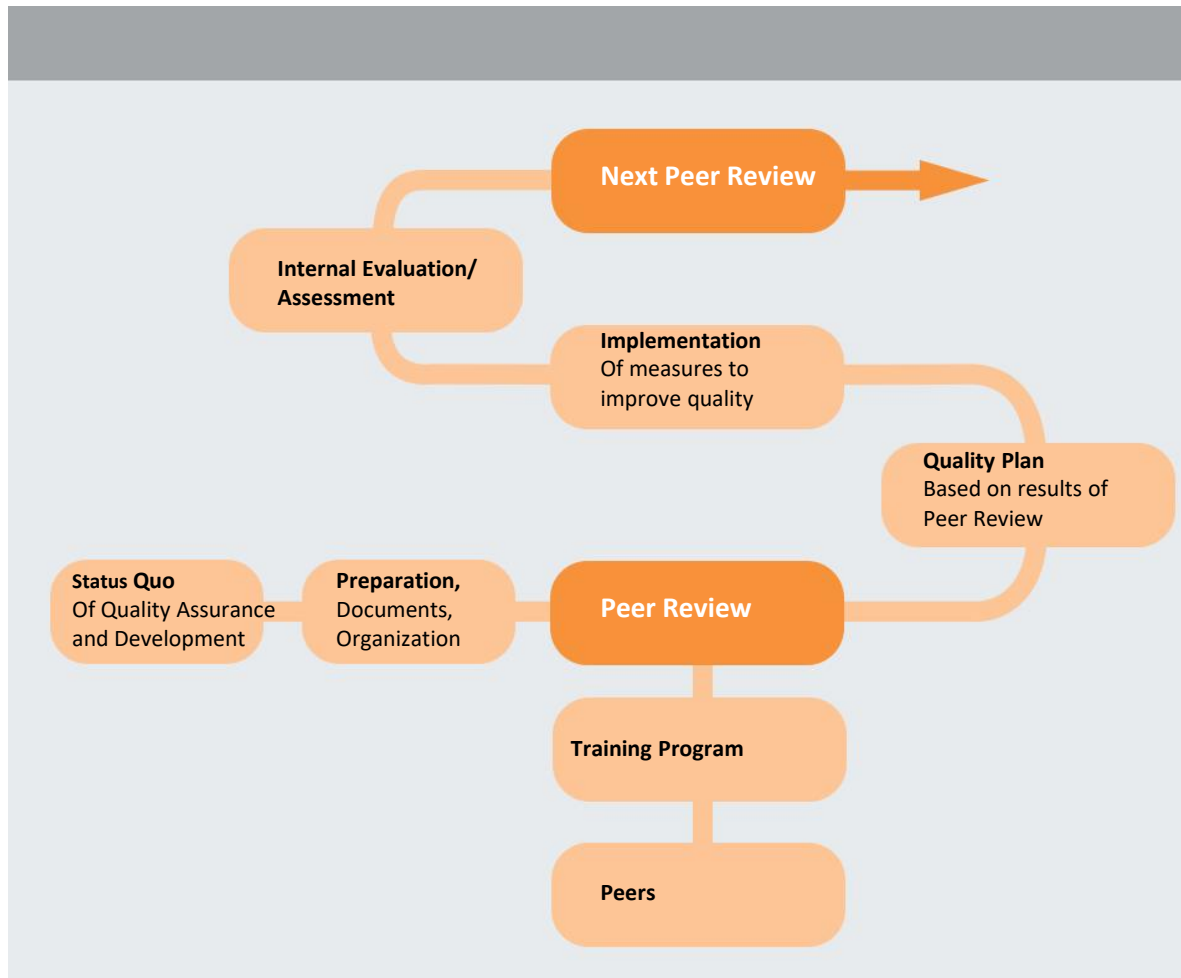 Next Peer Review
Internal Evaluation/
Assessment
Implementation
Of measures to
improve quality
Quality Plan
Based on results of
Peer Review
Status Quo
Of Quality Assurance
and Development
Preparation,
Documents,
Organization
Peer Review
Training Program
Peers